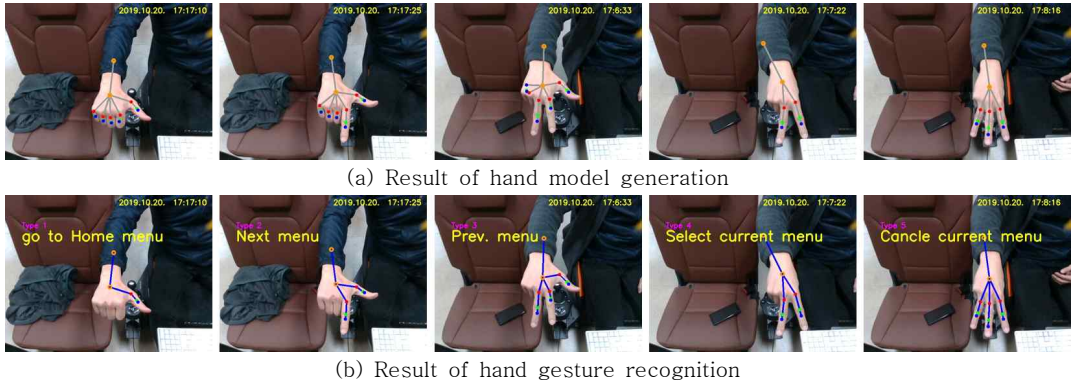 2019.10.20. 17:17:10
2019.10.20. 17:17:25
2019.10.20. 17:6:33
2019.10.20. 17:7:22
2019.10.20. 17:8:16
(a) Result of hand model generation
2019.10.20. 17:17:10
Type 1
go to Home menu
2019.10.20. 17:17:25
Type 2
Next menu
2019.10.20. 17:6:33
Type 3
Prev. menu
2019.10.20. 17:7:22
Type 4
Select current menu
2019.10.20. 17:8:16
Type 5
Cancle current menu
(b) Result of hand gesture recognition